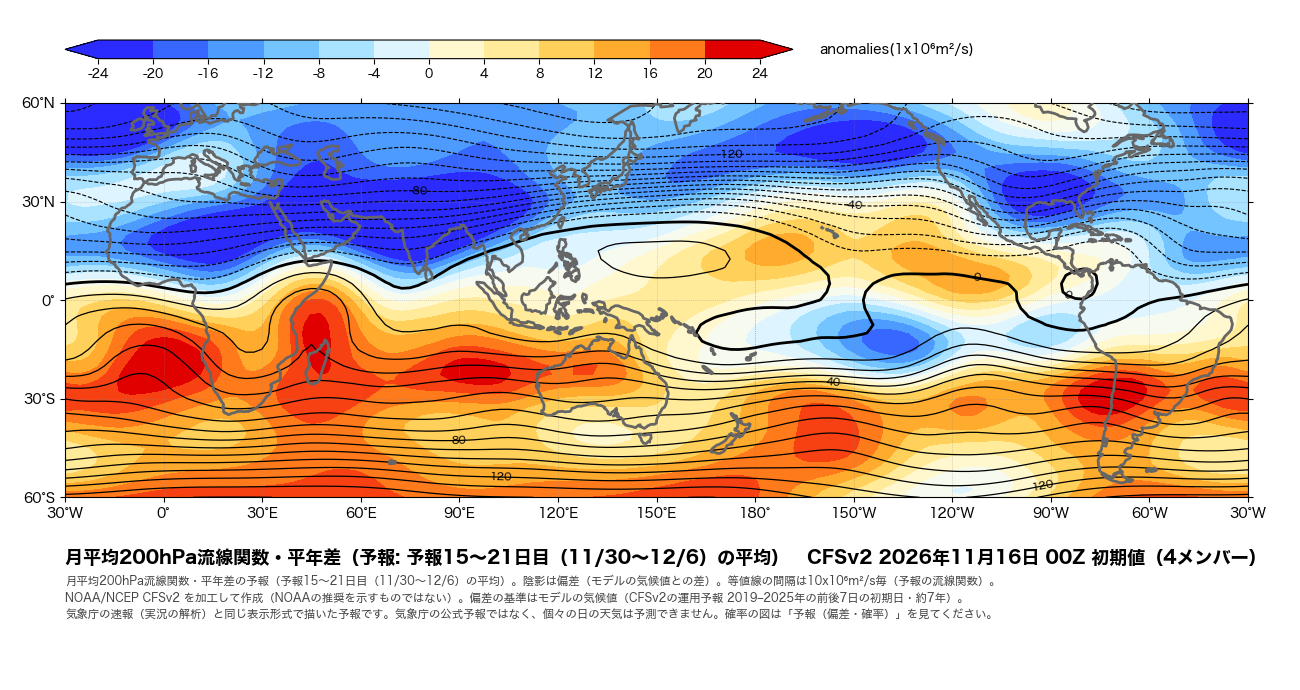 anomalies(1x10⁶m²/s)
-24 -20 -16 -12 -8 -4 0 4 8 12 16 20 24
60°N
-120
-80
30°N
-40
0
0°
0
40
30°S
80
120
120
60°S
30°W 0° 30°E 60°E 90°E 120°E 150°E 180° 150°W 120°W 90°W 60°W 30°W
月平均200hPa流線関数・平年差（予報: 予報15〜21日目（11/30〜12/6）の平均） CFSv2 2026年11月16日 00Z 初期値（4メンバー）
月平均200hPa流線関数・平年差の予報（予報15〜21日目（11/30〜12/6）の平均）。陰影は偏差（モデルの気候値との差）。等値線の間隔は10x10⁶m²/s毎（予報の流線関数）。
NOAA/NCEP CFSv2 を加工して作成（NOAAの推奨を示すものではない）。偏差の基準はモデルの気候値（CFSv2の運用予報 2019–2025年の前後7日の初期日・約7年）。
気象庁の速報（実況の解析）と同じ表示形式で描いた予報です。気象庁の公式予報ではなく、個々の日の天気は予測できません。確率の図は「予報（偏差・確率）」を見てください。